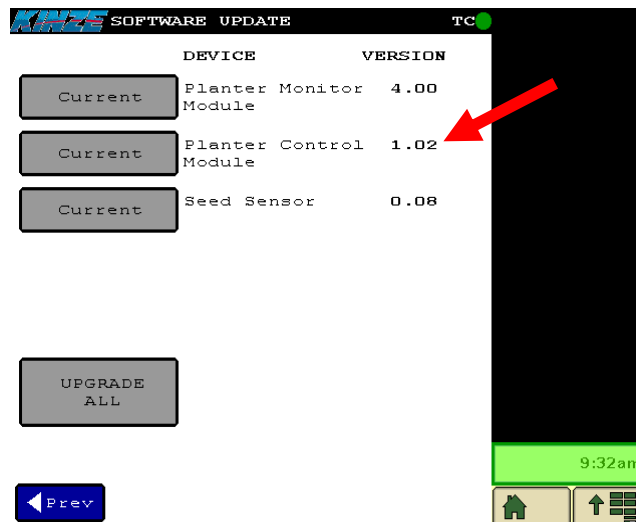 KINZE SOFTWARE UPDATE TC
DEVICE VERSION
Current Planter Monitor Module 4.00
Current Planter Control Module 1.02
Current Seed Sensor 0.08
UPGRADE
ALL
9:32am
Prev